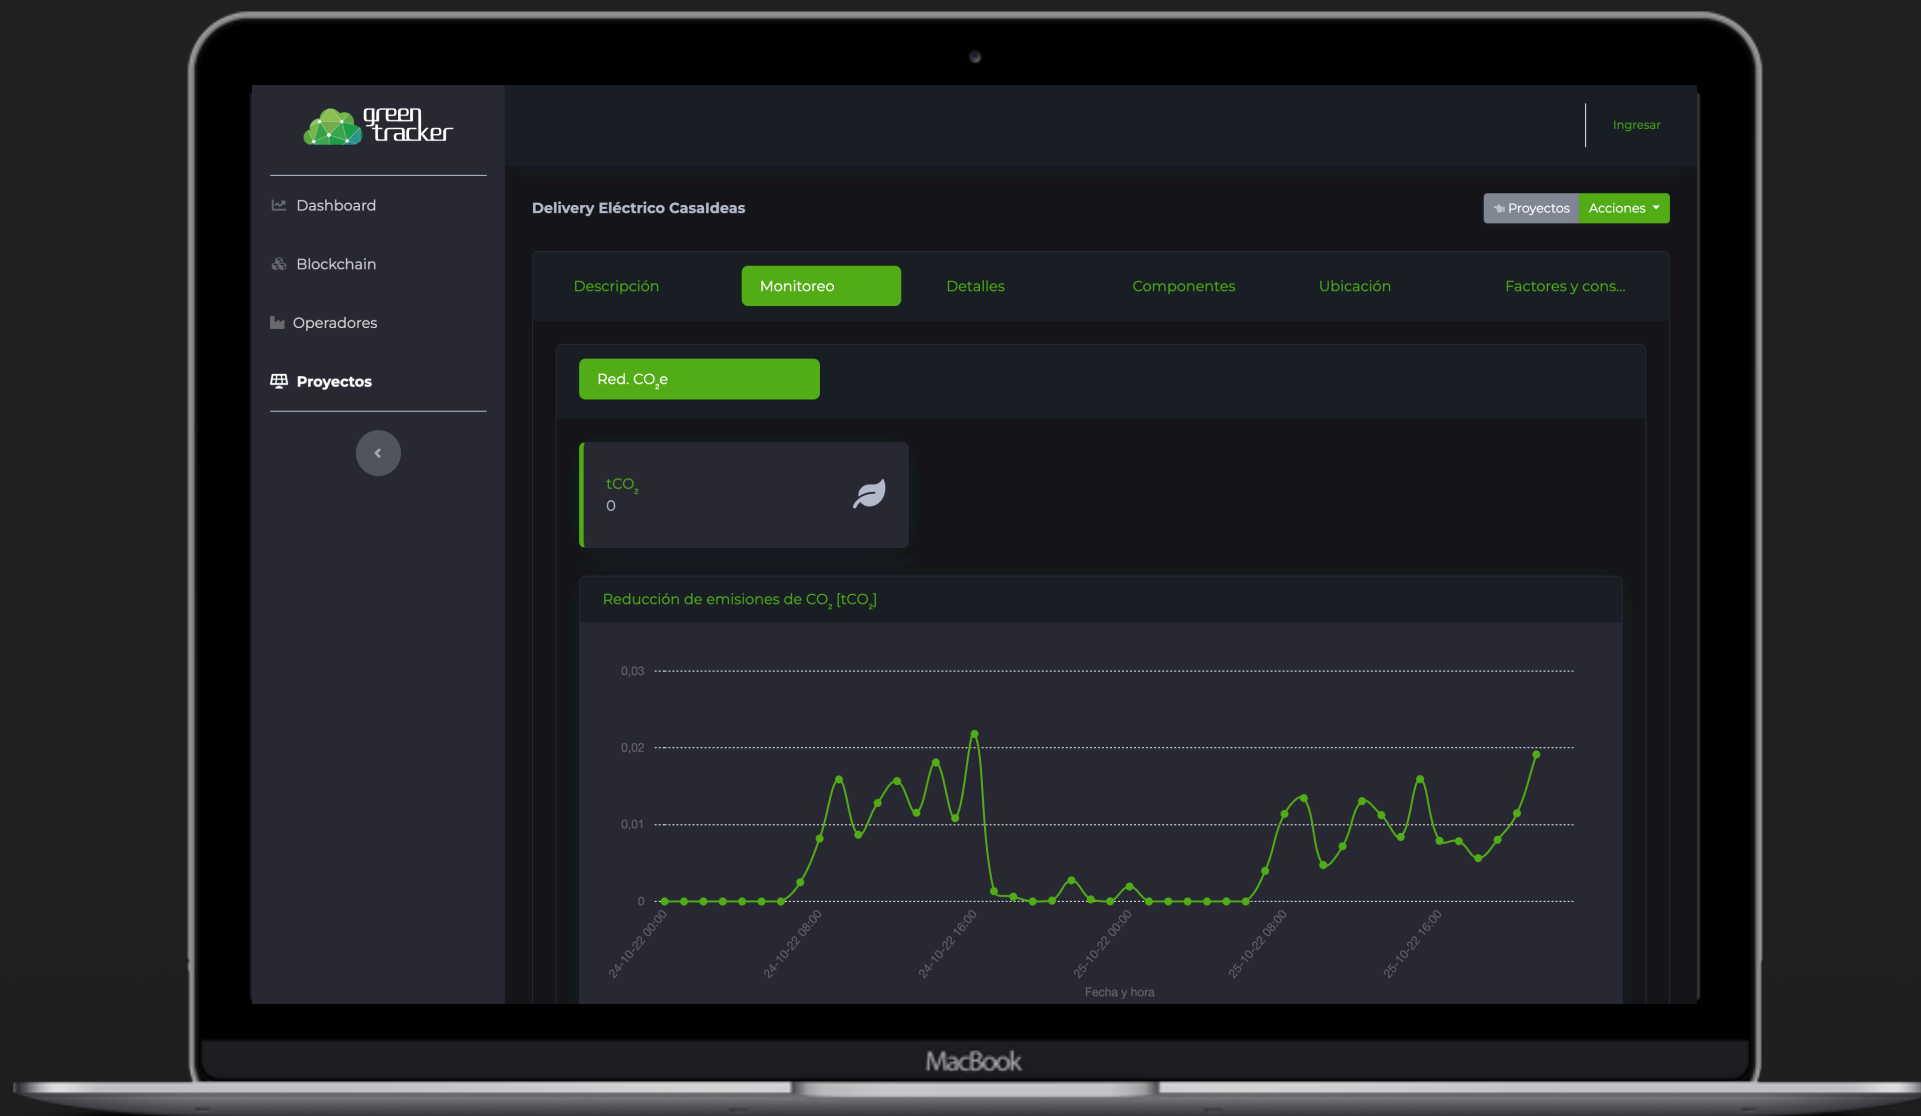 green
tracker
Ingresar
Dashboard
Blockchain
Operadores
Proyectos
Delivery Eléctrico Casaldeas
Proyectos
Acciones
Descripción
Monitoreo
Detalles
Componentes
Ubicación
Factores y cons...
Red. CO₂e
tCO₂
0
Reducción de emisiones de CO₂ [tCO₂]
0,03
0,02
0,01
0
24-10-22 00:00
24-10-22 08:00
24-10-22 16:00
25-10-22 00:00
25-10-22 08:00
25-10-22 16:00
Fecha y hora
MacBook